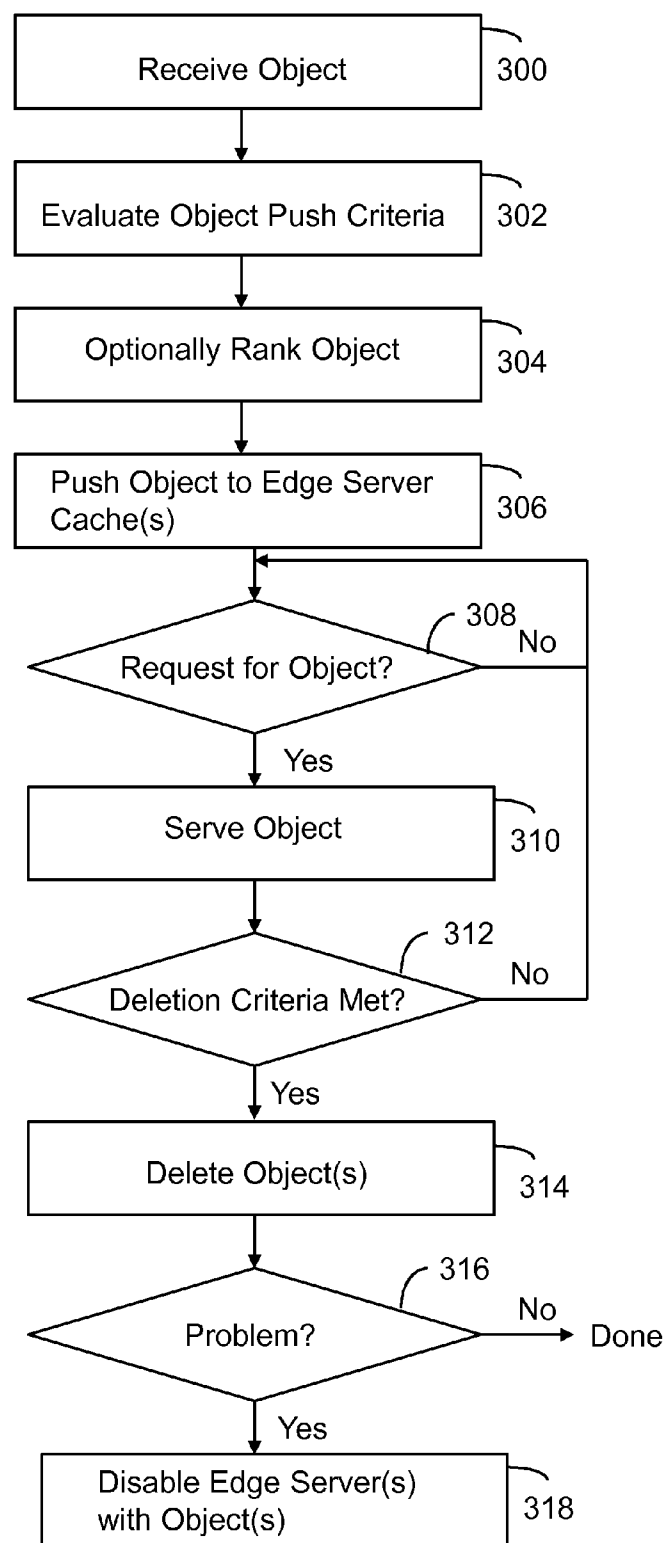 Receive Object
300
Evaluate Object Push Criteria
302
Optionally Rank Object
304
Push Object to Edge Server
Cache(s)
306
308
Request for Object?
No
Yes
Serve Object
310
312
Deletion Criteria Met?
No
Yes
Delete Object(s)
314
316
Problem?
No
Done
Yes
Disable Edge Server(s)
with Object(s)
318